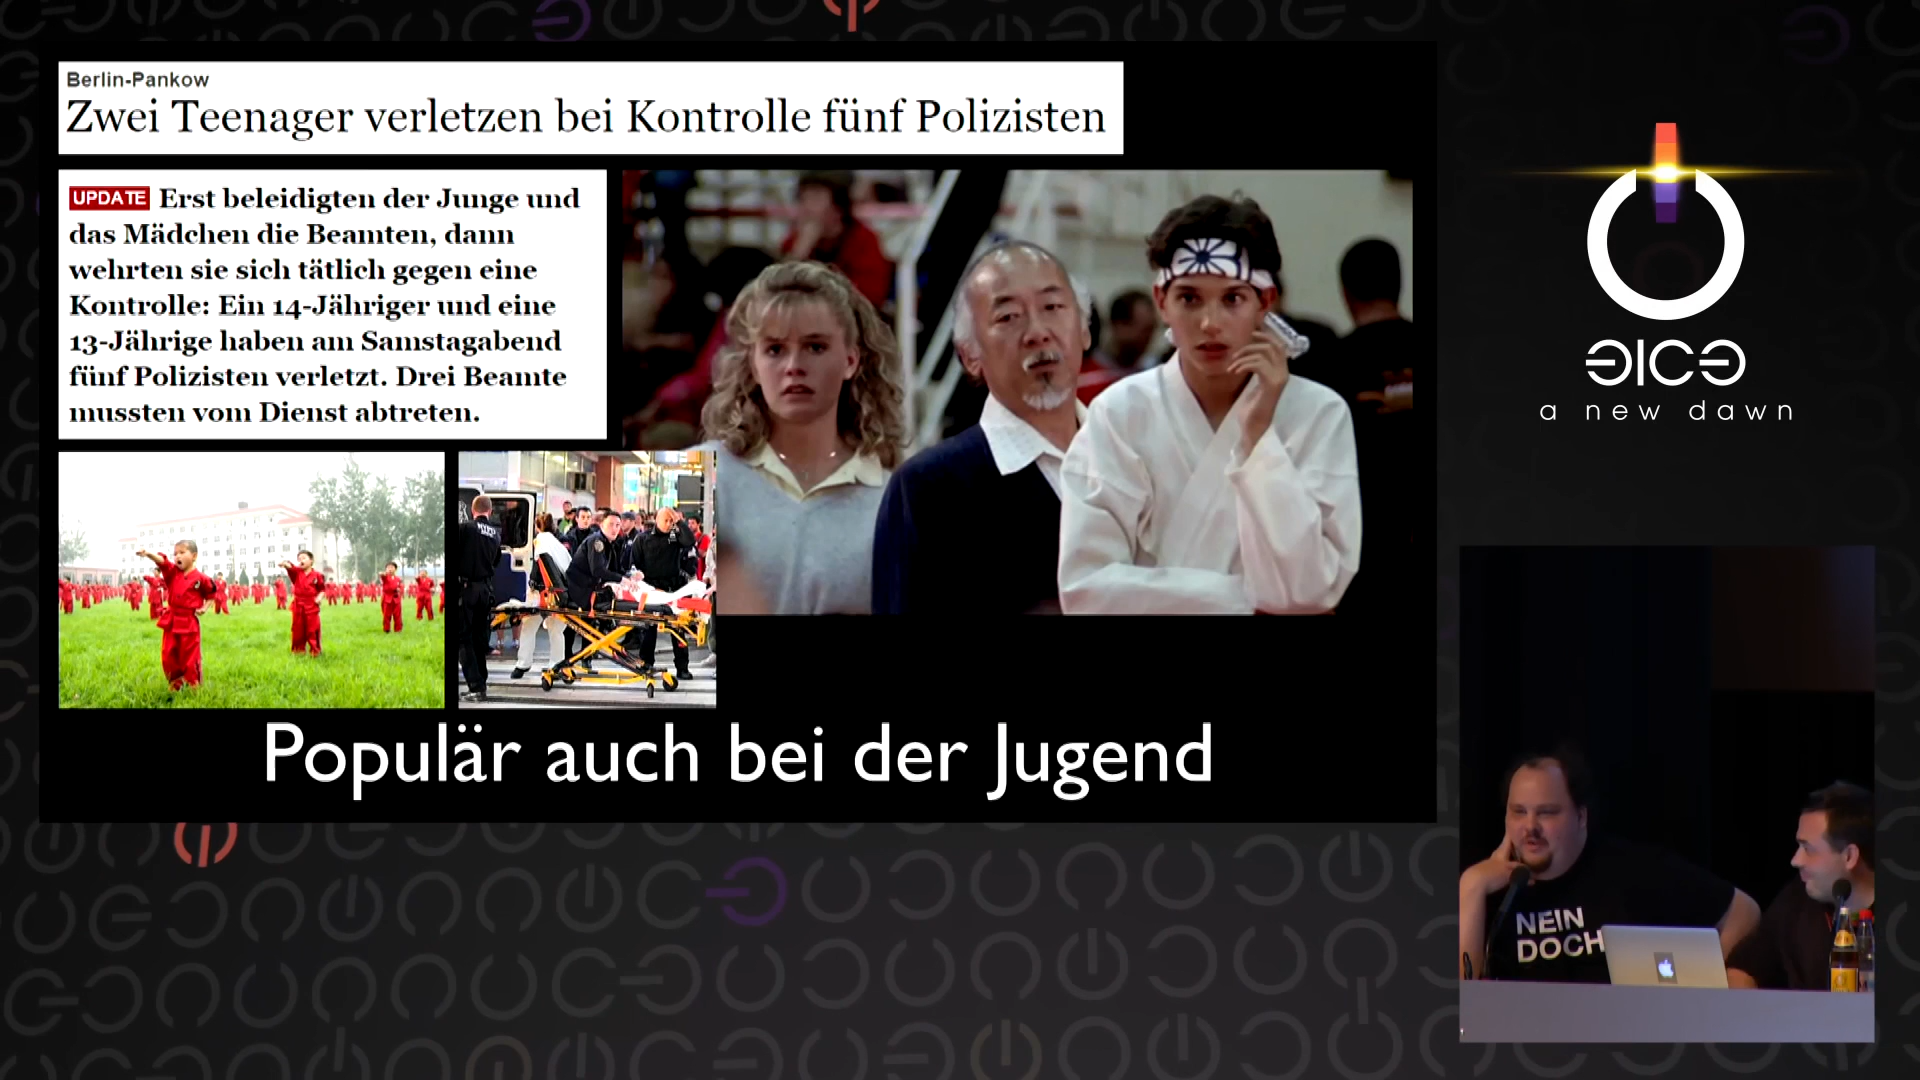 Berlin-Pankow
Zwei Teenager verletzen bei Kontrolle fünf Polizisten
UPDATE Erst beleidigten der Junge und
das Mädchen die Beamten, dann
wehrten sie sich tätlich gegen eine
Kontrolle: Ein 14-Jähriger und eine
13-Jährige haben am Samstagabend
fünf Polizisten verletzt. Drei Beamte
mussten vom Dienst abtreten.
Populär auch bei der Jugend
a new dawn
NEIN
DOCH